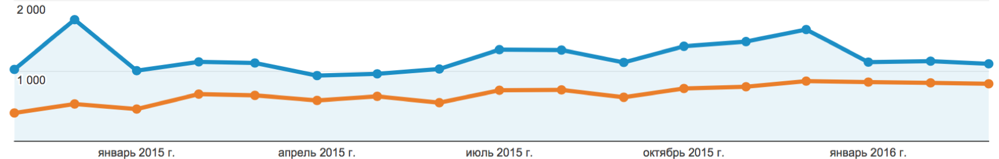 2 000
1 000
январь 2015 г.
апрель 2015 г.
июль 2015 г.
октябрь 2015 г.
январь 2016 г.